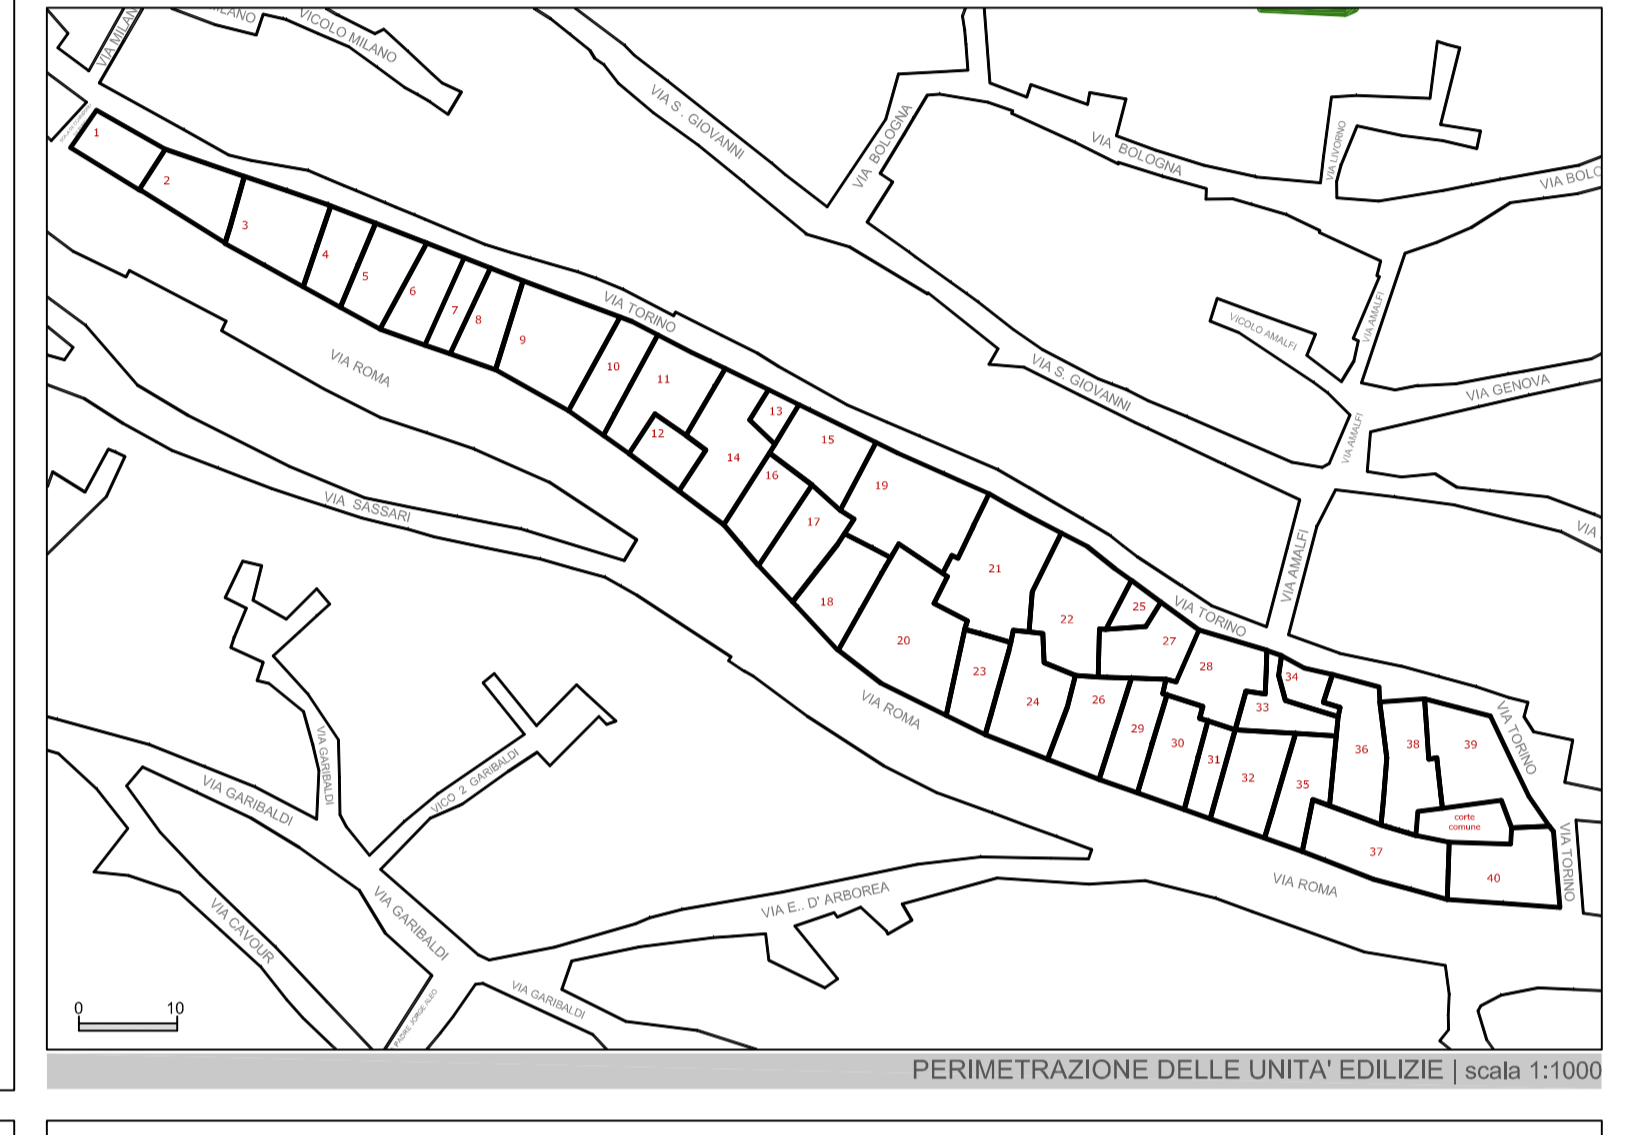 VIA MILAN
MILANO
VICOLO MILANO
VIA S . GIOVANNI
VIA BOLOGNA
VIA BOLOGNA
VIA LIVORNO
VIA BOLO
1
2
3
4
5
6
7
8
9
VIA TORINO
VICOLO AMALFI
VIA AMALFI
VIA ROMA
10
11
12
13
14
15
16
17
18
19
20
VIA S. GIOVANNI
VIA GENOVA
VIA AMALFI
VIA SASSARI
VIA
VIA AMALFI
21
22
23
24
25
26
27
28
29
30
31
32
33
34
35
36
37
38
39
40
corte
comune
VIA TORINO
VIA ROMA
VIA TORINO
VIA TORINO
VIA GARIBALDI
VICO 2 GARIBALDI
VIA GARIBALDI
VIA E.. D' ARBOREA
VIA ROMA
VIA CAVOUR
VIA GARIBALDI
VIA GARIBALDI
PADRE JORGE ALEO
0 10
PERIMETRAZIONE DELLE UNITA' EDILIZIE | scala 1:1000